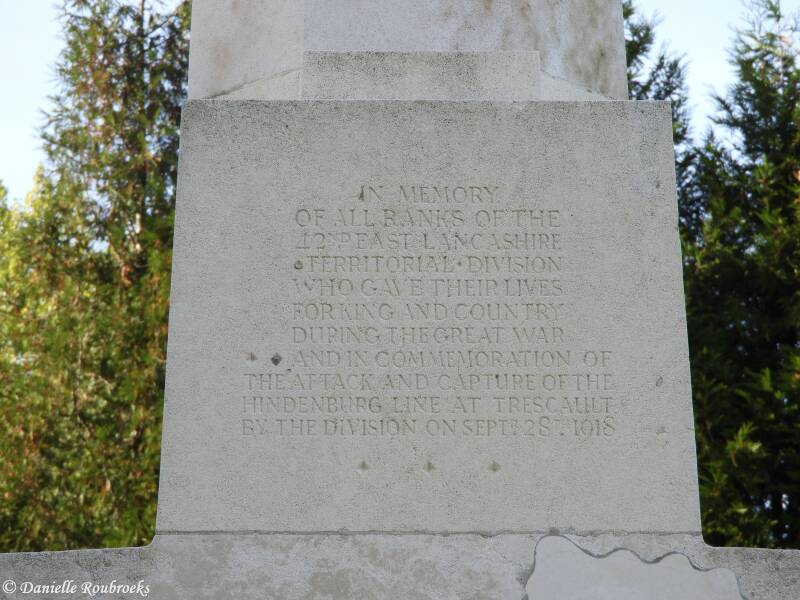 IN MEMORY
OF ALL RANKS OF THE
42ND EAST LANCASHIRE
TERRITORIAL · DIVISION
WHO GAVE THEIR LIVES
FOR KING AND COUNTRY
DURING THE GREAT WAR
AND IN COMMEMORATION OF
THE ATTACK AND CAPTURE OF THE
HINDENBURG LINE AT TRESCAULT
BY THE DIVISION ON SEPT. 28TH. 1918
© Danielle Roubroeks